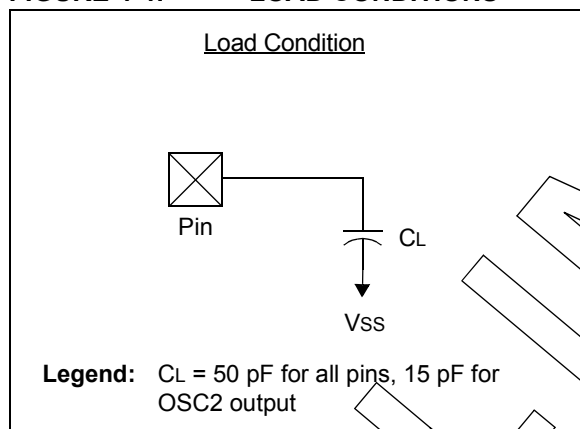 Load Condition
Pin
CL
VSS
Legend: CL = 50 pF for all pins, 15 pF for
OSC2 output